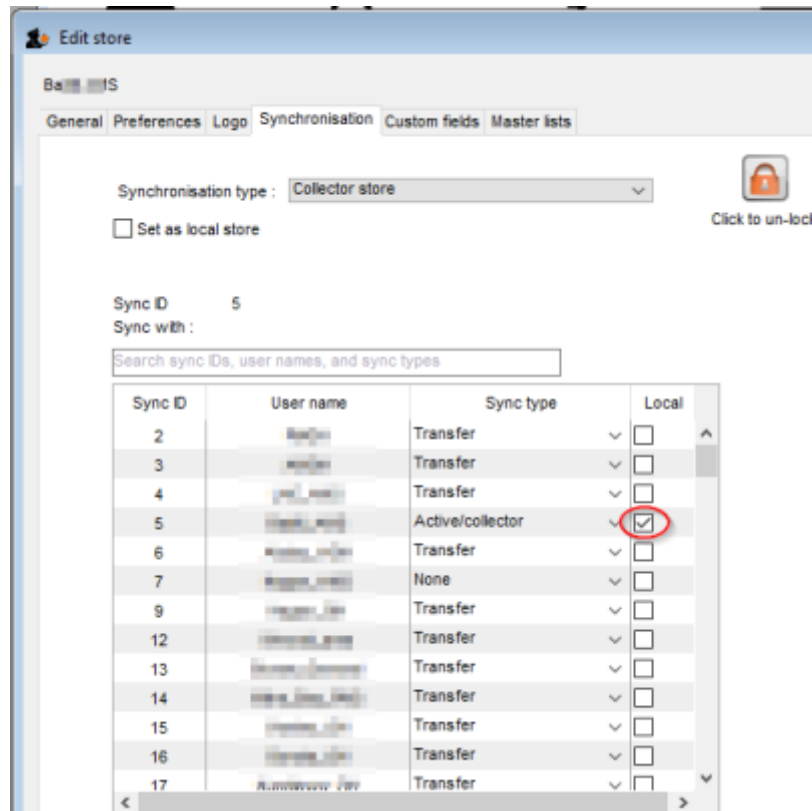 Edit store
General Preferences Logo Synchronisation Custom fields Master lists
Synchronisation type : Collector store
Click to un-lock
Set as local store
Sync ID 5
Sync with :
Search sync IDs, user names, and sync types
Sync ID User name Sync type Local
2 Transfer
3 Transfer
4 Transfer
5 Active/collector
6 Transfer
7 None
9 Transfer
12 Transfer
13 Transfer
14 Transfer
15 Transfer
16 Transfer
17 Transfer